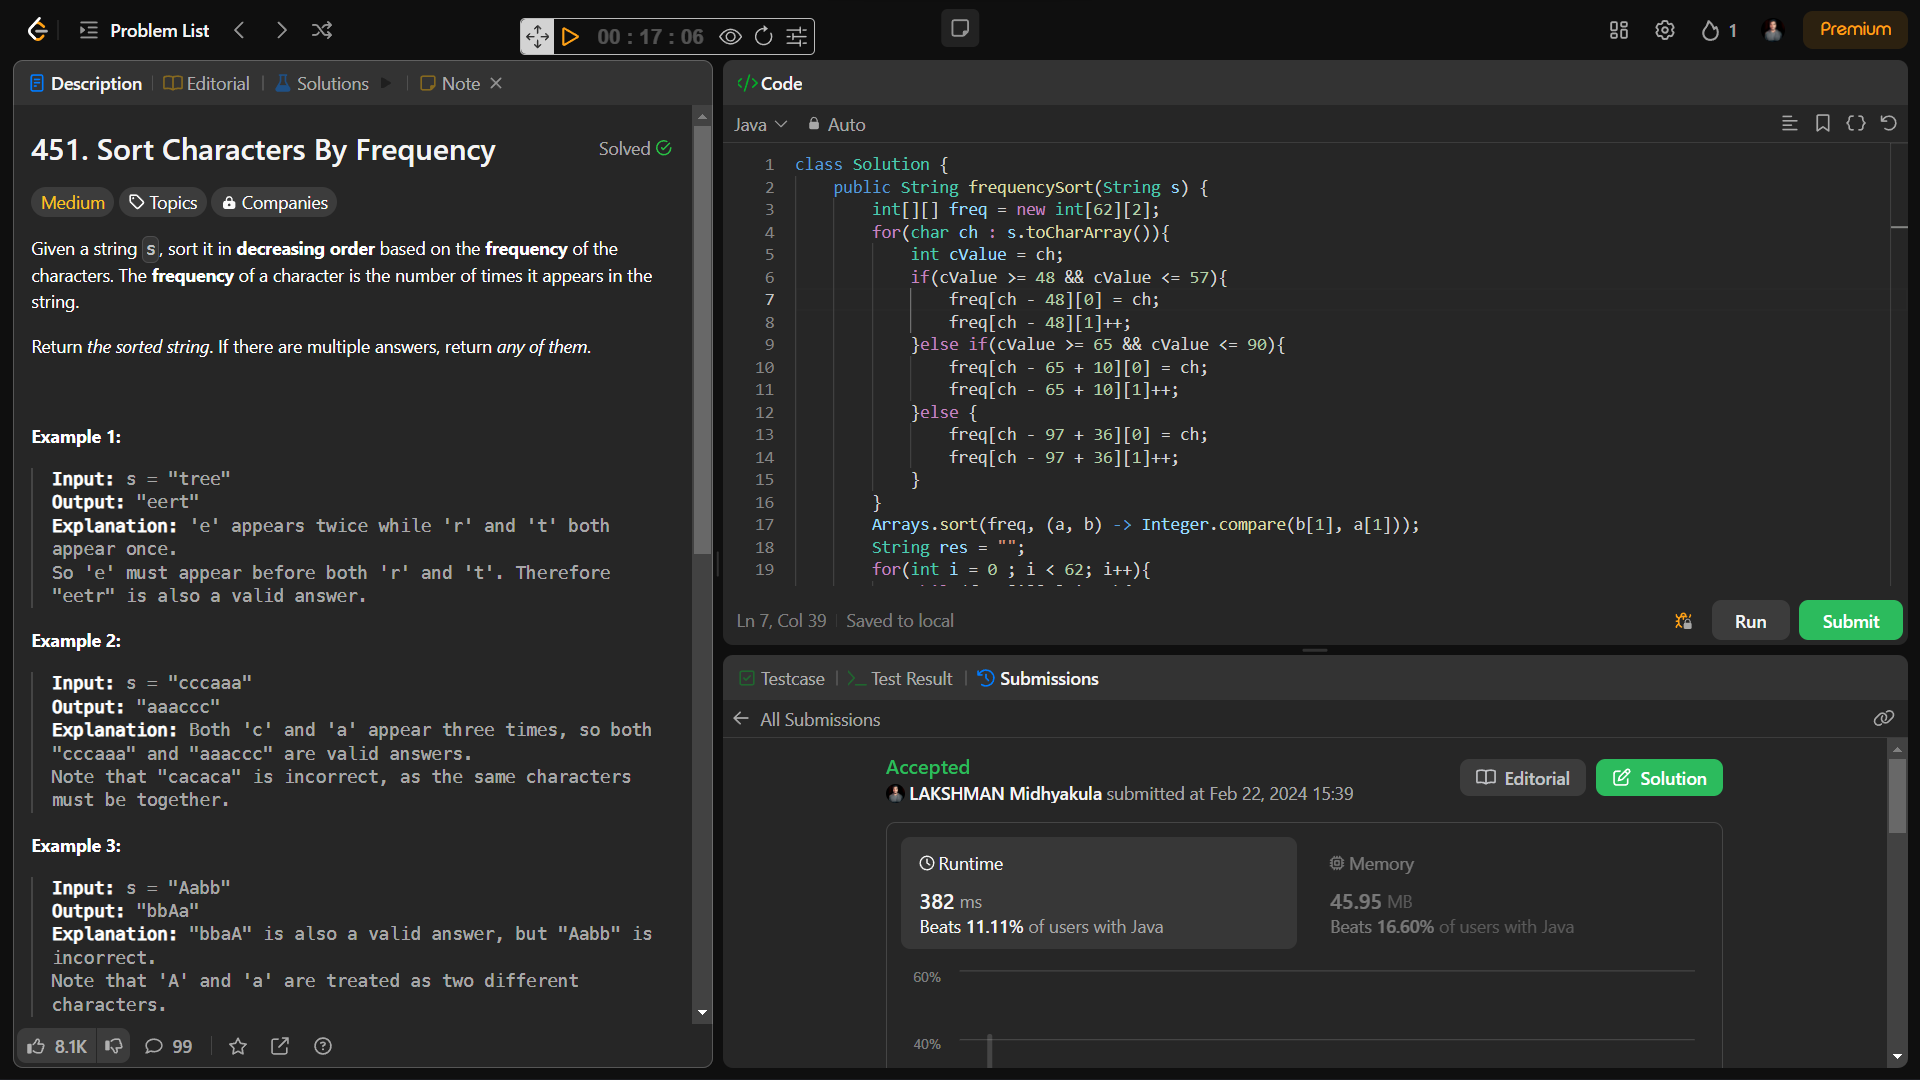 Problem List
00 : 17 : 06
1
Premium
Description
Editorial
Solutions
Note
451. Sort Characters By Frequency
Solved
Medium
Topics
Companies
Given a string s, sort it in decreasing order based on the frequency of the
characters. The frequency of a character is the number of times it appears in the
string.
Return the sorted string. If there are multiple answers, return any of them.
Example 1:
Input: s = "tree"
Output: "eert"
Explanation: 'e' appears twice while 'r' and 't' both
appear once.
So 'e' must appear before both 'r' and 't'. Therefore
"eetr" is also a valid answer.
Example 2:
Input: s = "cccaaa"
Output: "aaaccc"
Explanation: Both 'c' and 'a' appear three times, so both
"cccaaa" and "aaaccc" are valid answers.
Note that "cacaca" is incorrect, as the same characters
must be together.
Example 3:
Input: s = "Aabb"
Output: "bbAa"
Explanation: "bbaA" is also a valid answer, but "Aabb" is
incorrect.
Note that 'A' and 'a' are treated as two different
characters.
8.1K
99
</> Code
Java
Auto
1 class Solution {
2 public String frequencySort(String s) {
3 int[][] freq = new int[62][2];
4 for(char ch : s.toCharArray()){
5 int cValue = ch;
6 if(cValue >= 48 && cValue <= 57){
7 freq[ch - 48][0] = ch;
8 freq[ch - 48][1]++;
9 }else if(cValue >= 65 && cValue <= 90){
10 freq[ch - 65 + 10][0] = ch;
11 freq[ch - 65 + 10][1]++;
12 }else {
13 freq[ch - 97 + 36][0] = ch;
14 freq[ch - 97 + 36][1]++;
15 }
16 }
17 Arrays.sort(freq, (a, b) -> Integer.compare(b[1], a[1]));
18 String res = "";
19 for(int i = 0 ; i < 62; i++){
Ln 7, Col 39
Saved to local
Run
Submit
Testcase
Test Result
Submissions
All Submissions
Accepted
LAKSHMAN Midhyakula submitted at Feb 22, 2024 15:39
Editorial
Solution
Runtime
382 ms
Beats 11.11% of users with Java
Memory
45.95 MB
Beats 16.60% of users with Java
60%
40%